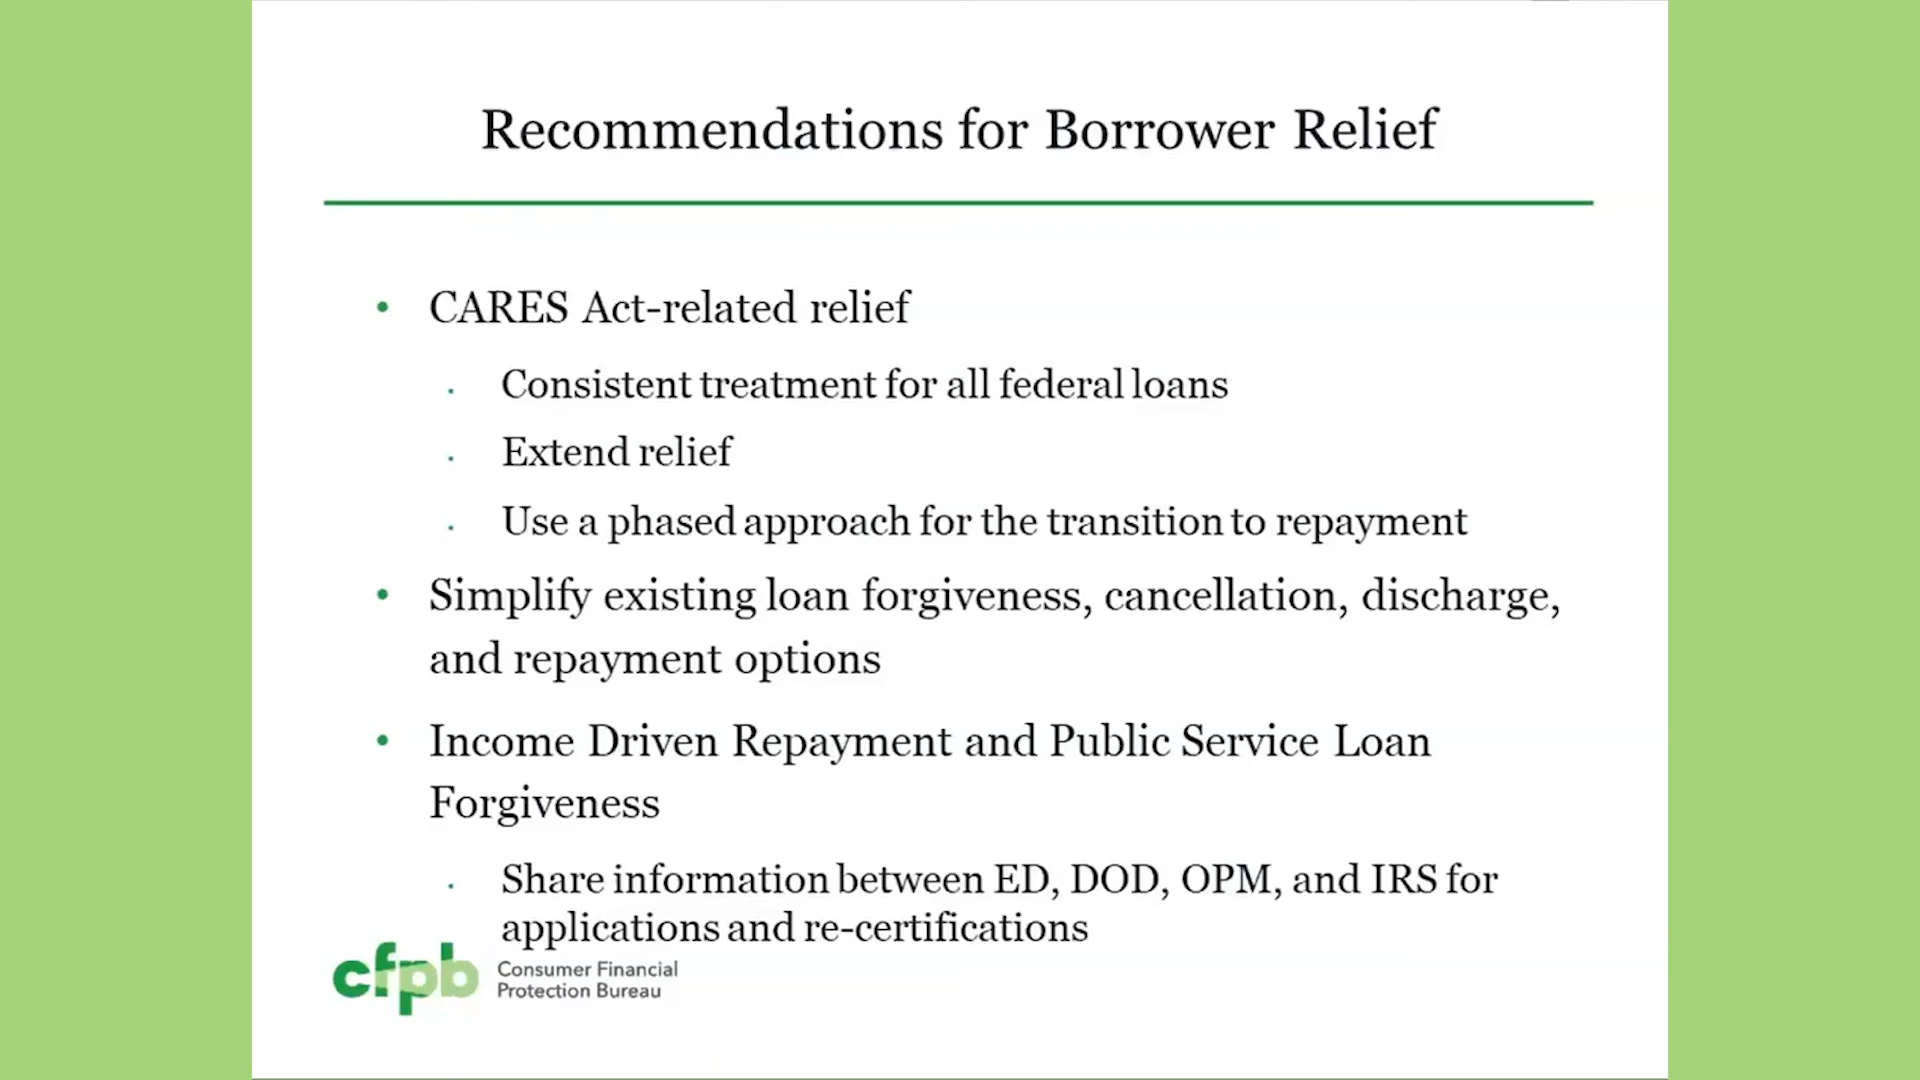 Recommendations for Borrower Relief
• CARES Act-related relief
. Consistent treatment for all federal loans
. Extend relief
. Use a phased approach for the transition to repayment
• Simplify existing loan forgiveness, cancellation, discharge,
and repayment options
• Income Driven Repayment and Public Service Loan
Forgiveness
. Share information between ED, DOD, OPM, and IRS for
applications and re-certifications
cfpb
Consumer Financial
Protection Bureau